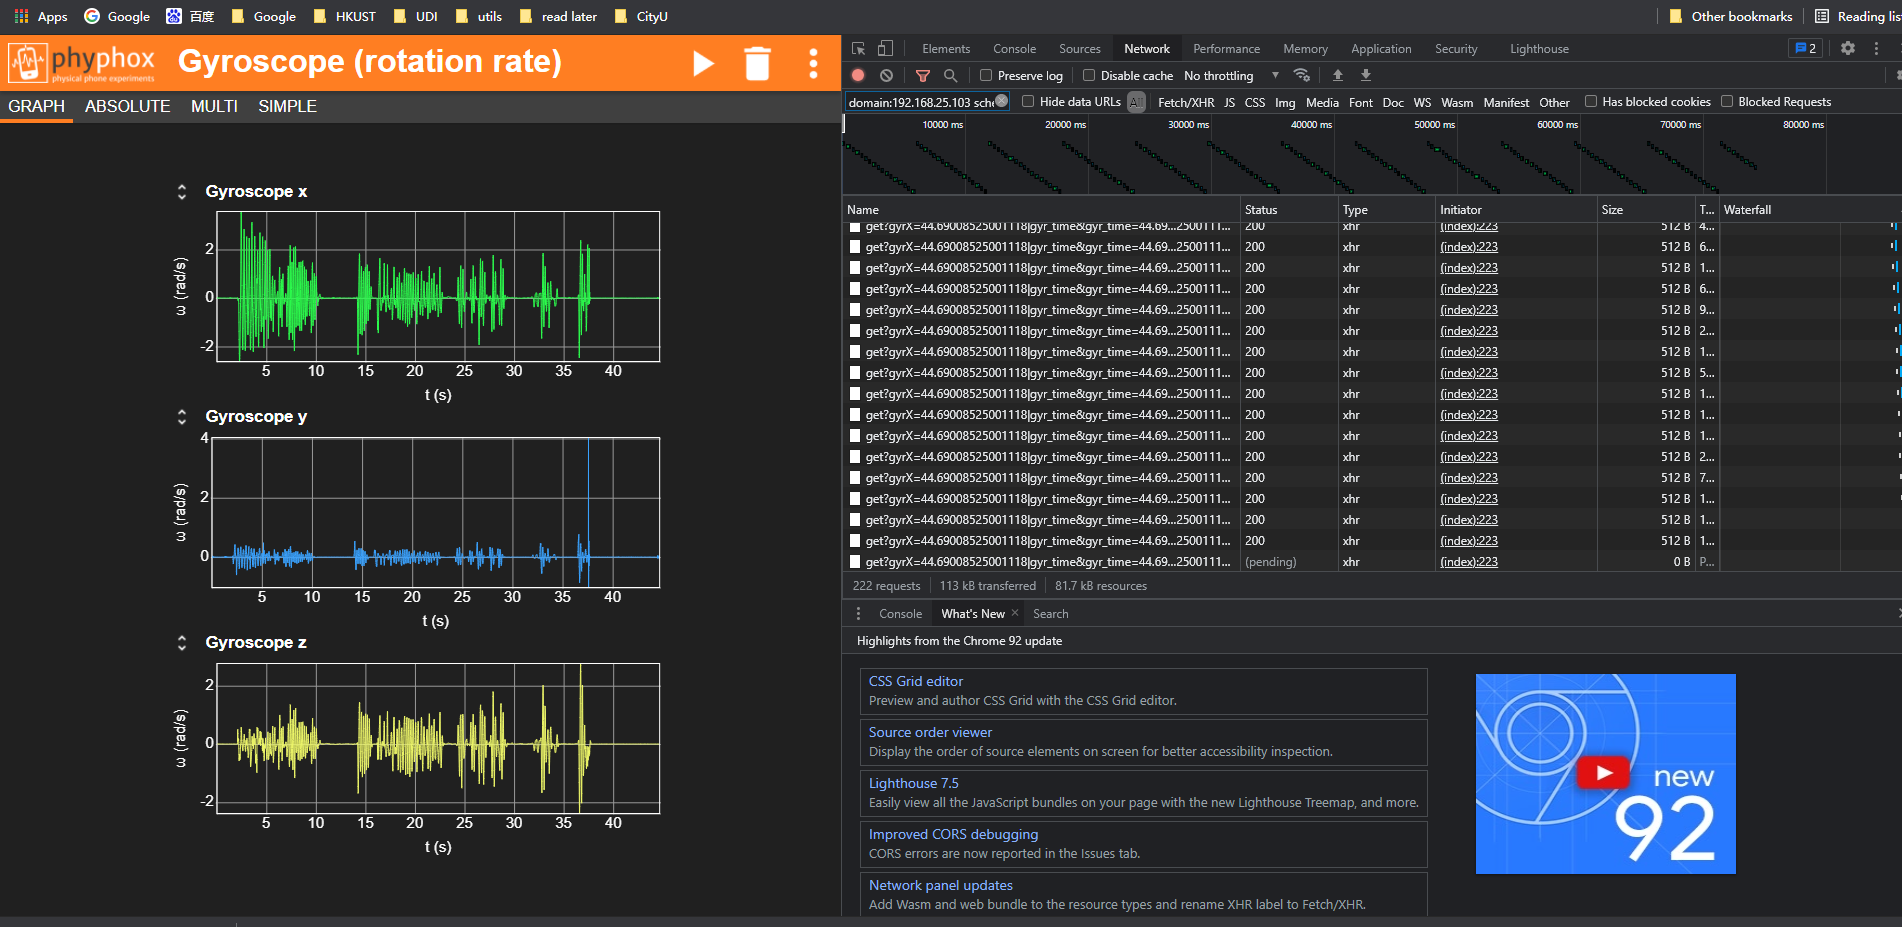 Apps Google 百度 Google HKUST UDI utils read later CityU Other bookmarks
phyphox
physical phone experiments
Gyroscope (rotation rate)
GRAPH ABSOLUTE MULTI SIMPLE
Gyroscope x
ω (rad/s)
2
0
-2
5 10 15 20 25 30 35 40
t (s)
Gyroscope y
ω (rad/s)
4
2
0
5 10 15 20 25 30 35 40
t (s)
Gyroscope z
ω (rad/s)
2
0
-2
5 10 15 20 25 30 35 40
t (s)
Elements Console Sources Network Performance Memory Application Security Lighthouse 2
Preserve log Disable cache No throttling
domain:192.168.25.103 Hide data URLs All Fetch/XHR JS CSS Img Media Font Doc WS Wasm Manifest Other Has blocked cookies Blocked Requests
10000 ms 20000 ms 30000 ms 40000 ms 50000 ms 60000 ms 70000 ms 80000 ms
Name Status Type Initiator Size T... Waterfall
get?gyrX=44.69008525001118|gyr_time&gyr_time=44.69...2500111... 200 xhr (index):223 512 B 4...
get?gyrX=44.69008525001118|gyr_time&gyr_time=44.69...2500111... 200 xhr (index):223 512 B 6...
get?gyrX=44.69008525001118|gyr_time&gyr_time=44.69...2500111... 200 xhr (index):223 512 B 1...
get?gyrX=44.69008525001118|gyr_time&gyr_time=44.69...2500111... 200 xhr (index):223 512 B 6...
get?gyrX=44.69008525001118|gyr_time&gyr_time=44.69...2500111... 200 xhr (index):223 512 B 9...
get?gyrX=44.69008525001118|gyr_time&gyr_time=44.69...2500111... 200 xhr (index):223 512 B 2...
get?gyrX=44.69008525001118|gyr_time&gyr_time=44.69...2500111... 200 xhr (index):223 512 B 1...
get?gyrX=44.69008525001118|gyr_time&gyr_time=44.69...2500111... 200 xhr (index):223 512 B 5...
get?gyrX=44.69008525001118|gyr_time&gyr_time=44.69...2500111... 200 xhr (index):223 512 B 1...
get?gyrX=44.69008525001118|gyr_time&gyr_time=44.69...2500111... 200 xhr (index):223 512 B 1...
get?gyrX=44.69008525001118|gyr_time&gyr_time=44.69...2500111... 200 xhr (index):223 512 B 1...
get?gyrX=44.69008525001118|gyr_time&gyr_time=44.69...2500111... 200 xhr (index):223 512 B 2...
get?gyrX=44.69008525001118|gyr_time&gyr_time=44.69...2500111... 200 xhr (index):223 512 B 7...
get?gyrX=44.69008525001118|gyr_time&gyr_time=44.69...2500111... 200 xhr (index):223 512 B 1...
get?gyrX=44.69008525001118|gyr_time&gyr_time=44.69...2500111... 200 xhr (index):223 512 B 1...
get?gyrX=44.69008525001118|gyr_time&gyr_time=44.69...2500111... 200 xhr (index):223 512 B 1...
get?gyrX=44.69008525001118|gyr_time&gyr_time=44.69...2500111... (pending) xhr (index):223 0 B P...
222 requests 113 kB transferred 81.7 kB resources
Console What's New Search
Highlights from the Chrome 92 update
CSS Grid editor
Preview and author CSS Grid with the CSS Grid editor.
Source order viewer
Display the order of source elements on screen for better accessibility inspection.
Lighthouse 7.5
Easily view all the JavaScript bundles on your page with the new Lighthouse Treemap, and more.
Improved CORS debugging
CORS errors are now reported in the Issues tab.
Network panel updates
Add Wasm and web bundle to the resource types and rename XHR label to Fetch/XHR.
new
92